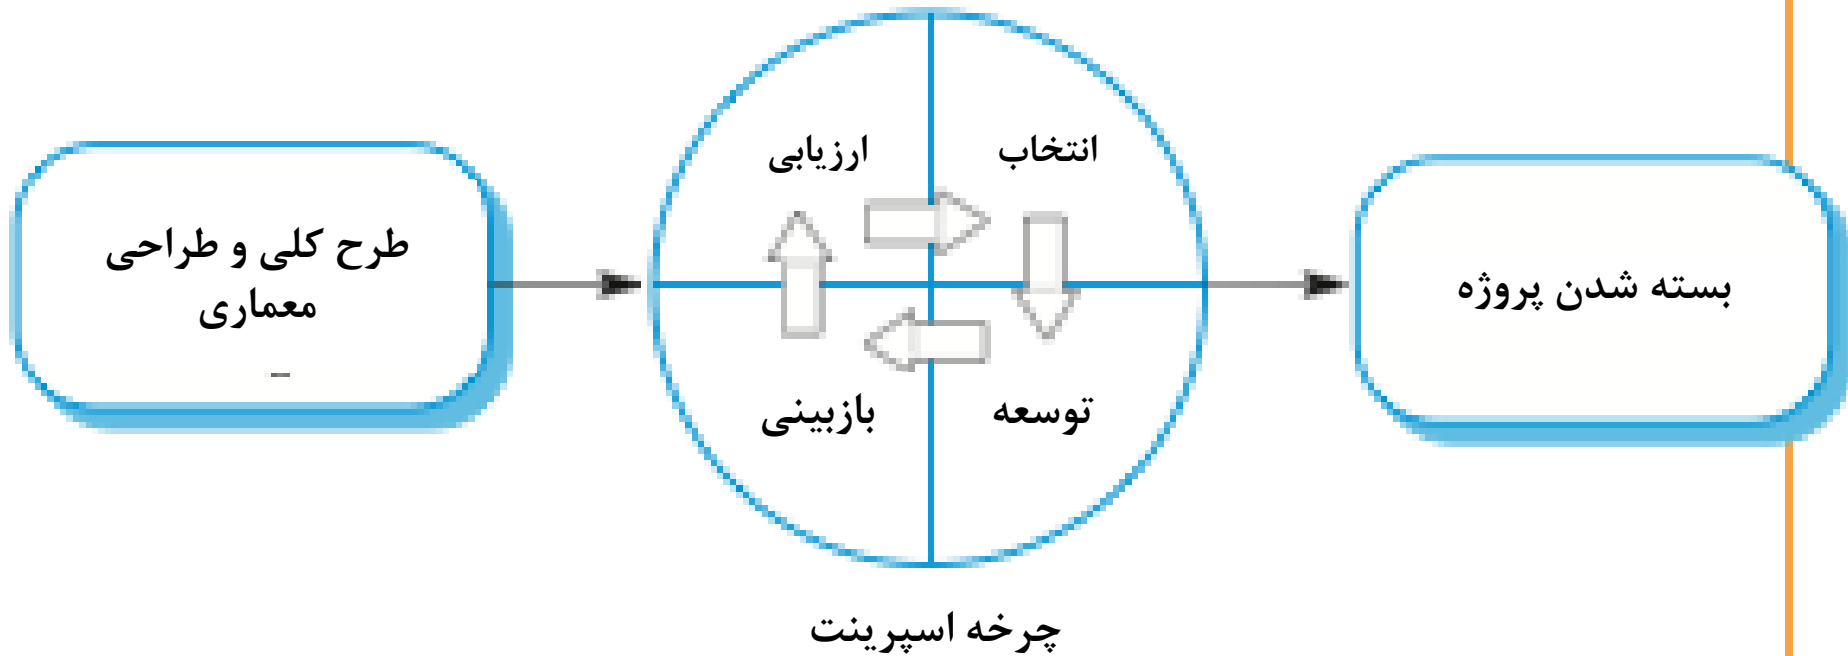 طرح کلی و طراحی
معماری
ارزیابی
انتخاب
بازبینی
توسعه
بسته شدن پروژه
چرخه اسپرینت